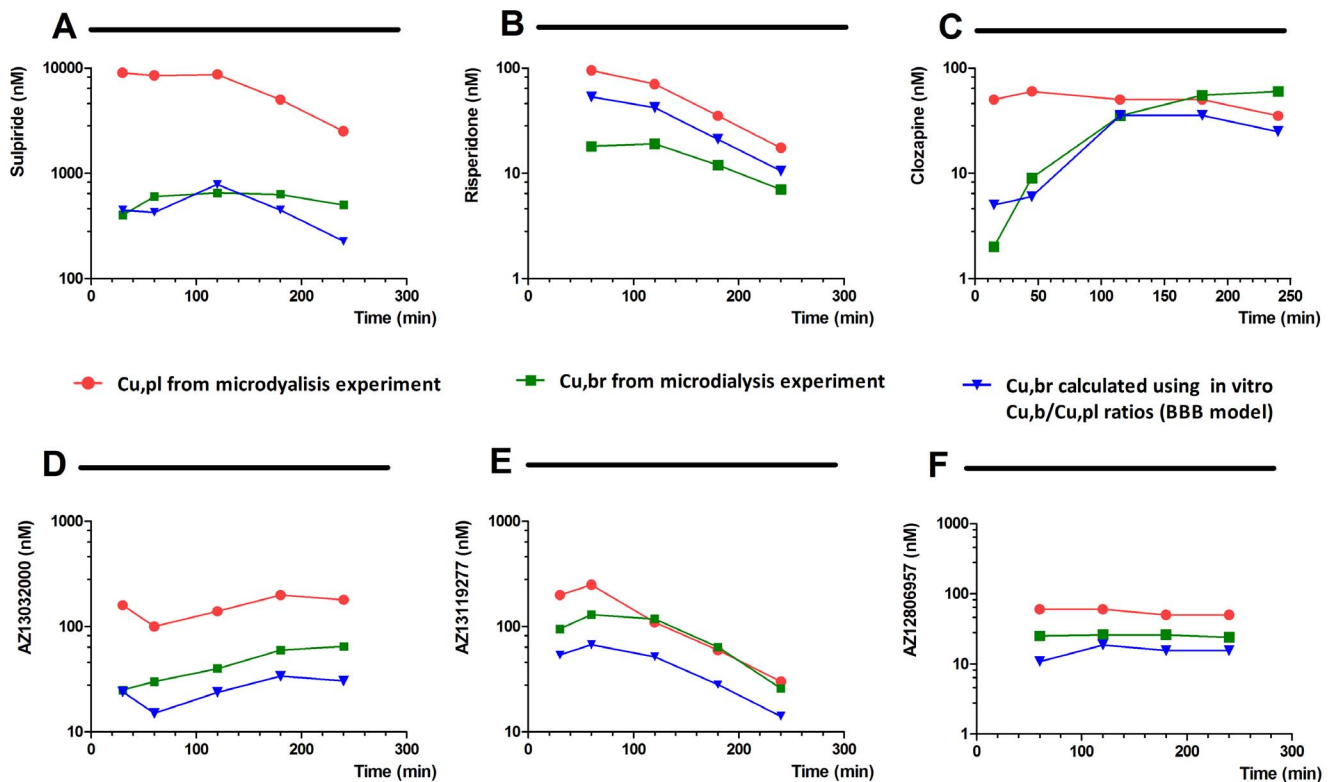 A
B
C
Sulpiride (nM)
10000
1000
100
0
100
200
300
Time (min)
Risperidone (nM)
100
10
1
0
100
200
300
Time (min)
Clozapine (nM)
100
10
1
0
50
100
150
200
250
Time (min)
Cu,pl from microdyalisis experiment
Cu,br from microdialysis experiment
Cu,br calculated using in vitro
Cu,b/Cu,pl ratios (BBB model)
D
E
F
AZ13032000 (nM)
1000
100
10
0
100
200
300
Time (min)
AZ13119277 (nM)
1000
100
10
0
100
200
300
Time (min)
AZ12806957 (nM)
1000
100
10
1
0
100
200
300
Time (min)